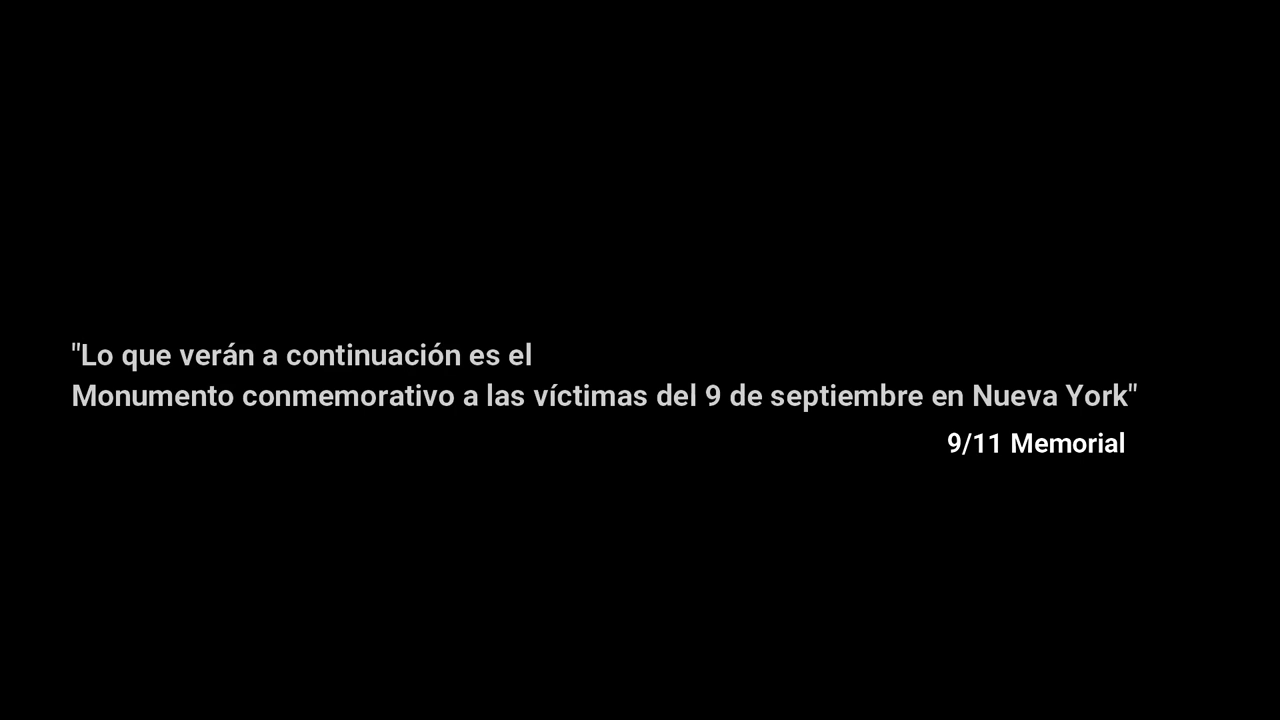 "Lo que verán a continuación es el
Monumento conmemorativo a las víctimas del 9 de septiembre en Nueva York"
9/11 Memorial